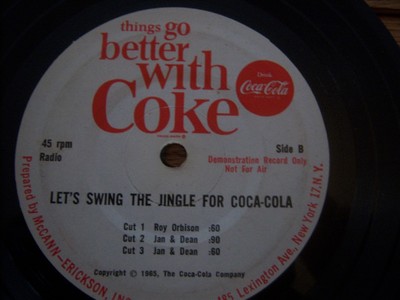 things go
better
with
Coke
Drink
Coca-Cola
45 rpm
Radio
Side B
Demonstration Record Only
Not For Air
LET'S SWING THE JINGLE FOR COCA-COLA
Cut 1 Roy Orbison :60
Cut 2 Jan & Dean :90
Cut 3 Jan & Dean :60
Copyright © 1965, The Coca-Cola Company
Prepared by McCANN-ERICKSON, INC. 485 Lexington Ave., New York 17, N.Y.